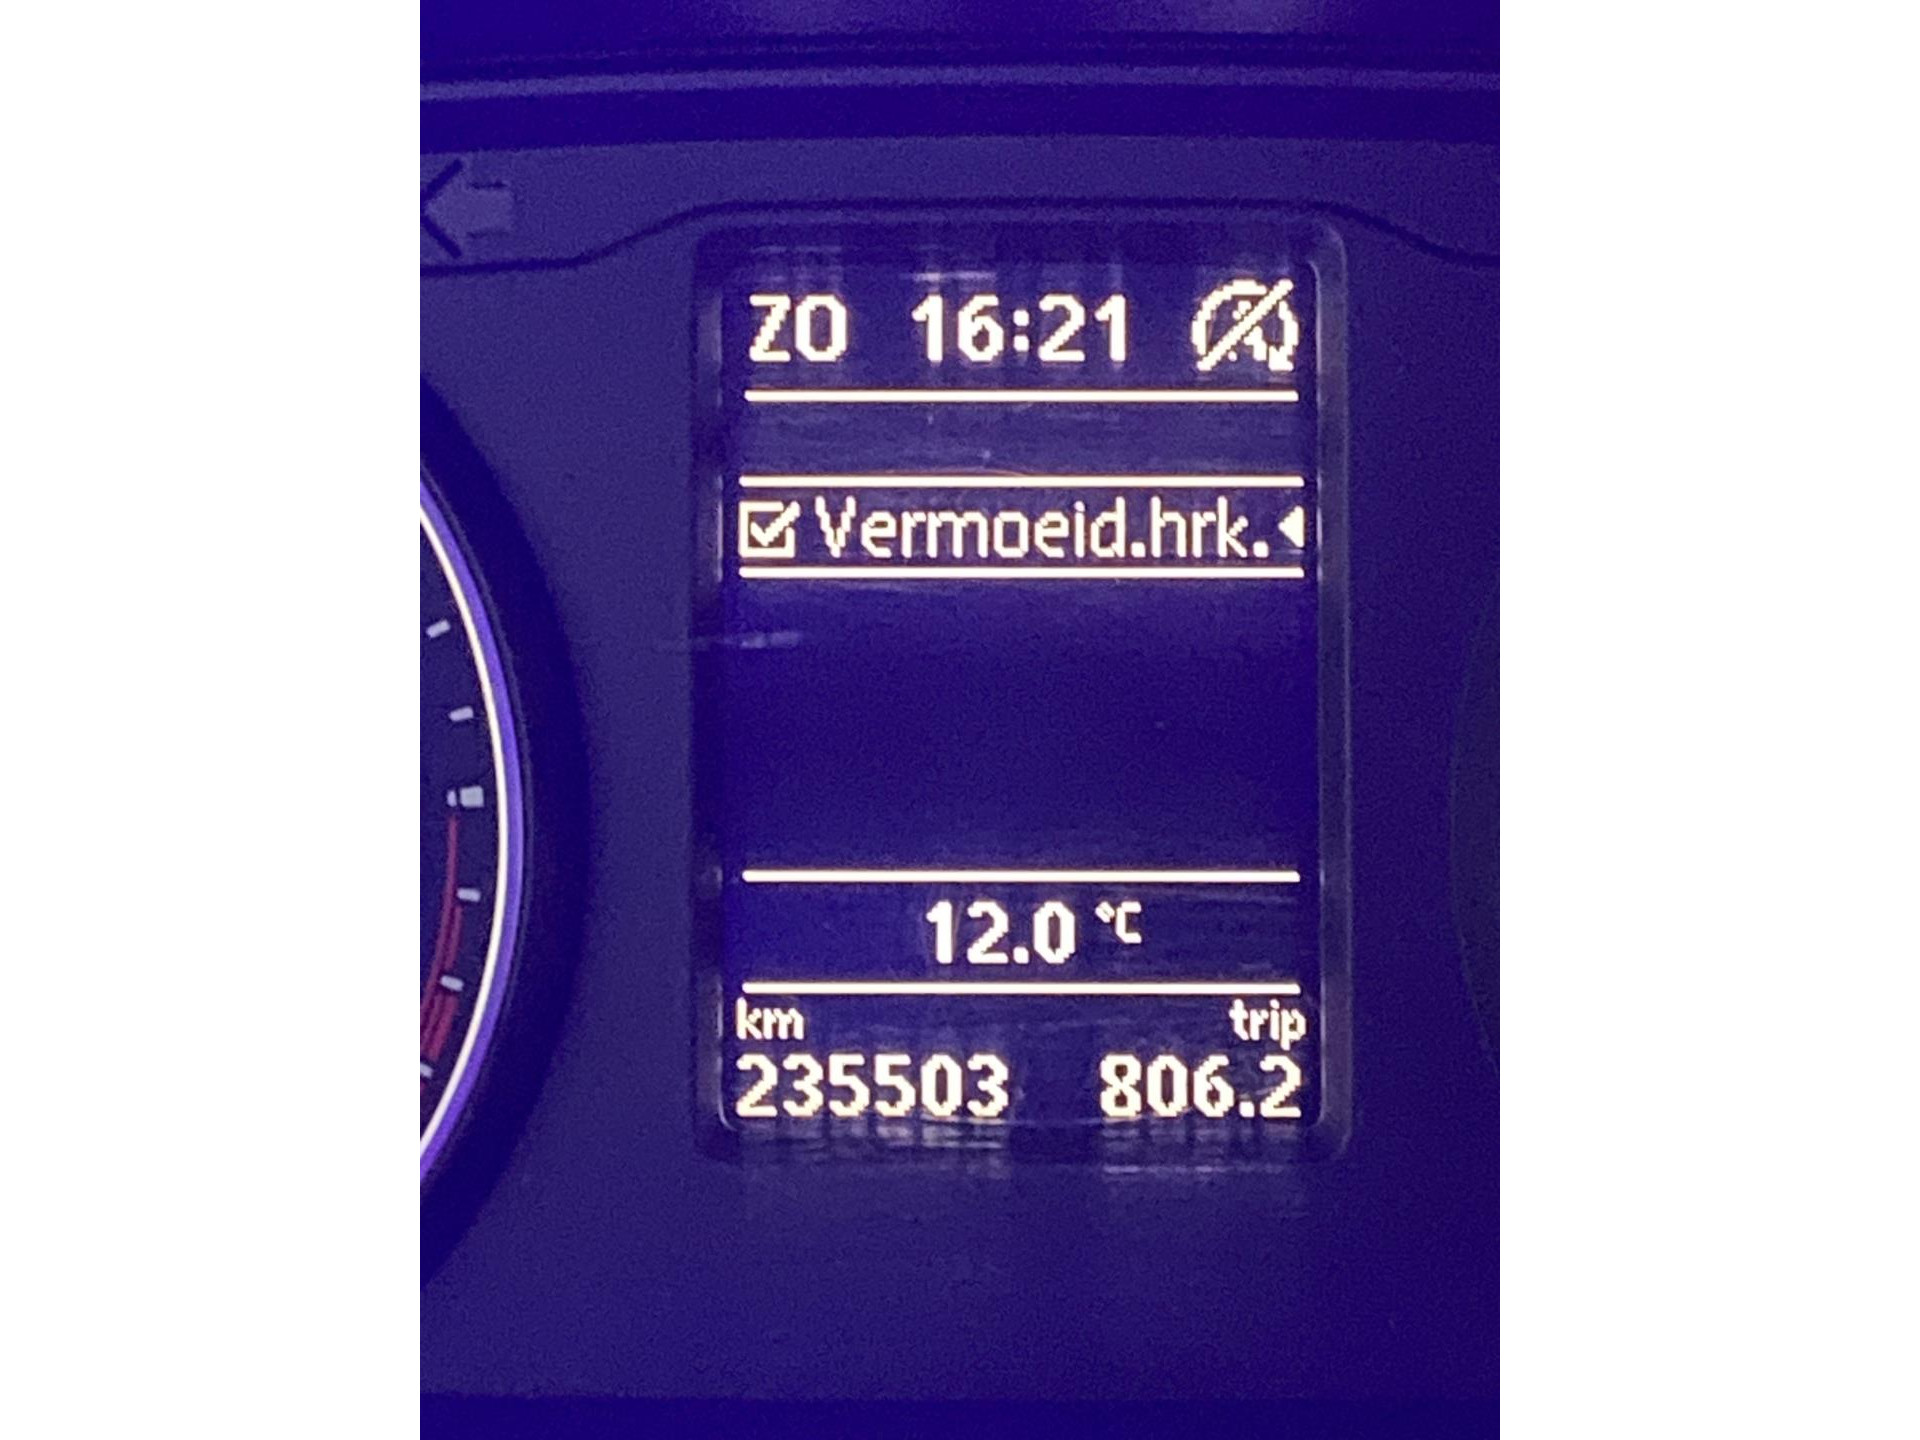 ZO 16:21
Vermoeid.hrk.
12.0 °C
km trip
235503 806.2